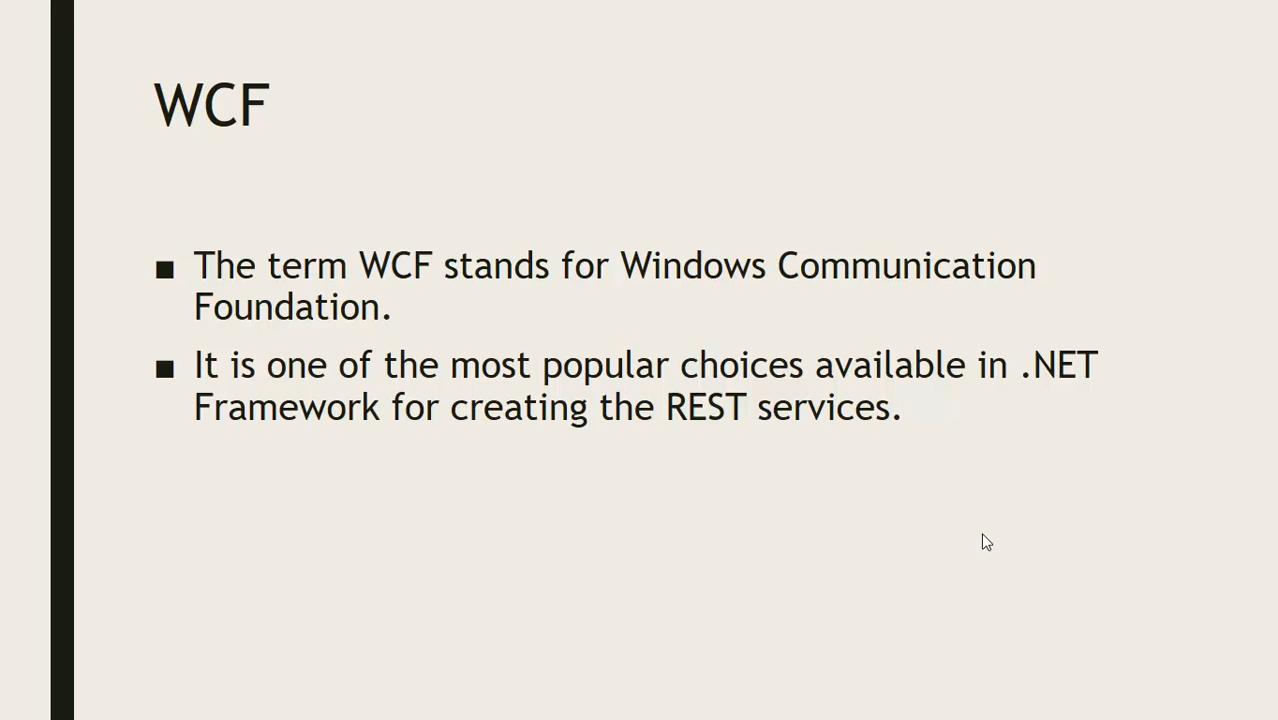 WCF
■ The term WCF stands for Windows Communication
Foundation.
■ It is one of the most popular choices available in .NET
Framework for creating the REST services.